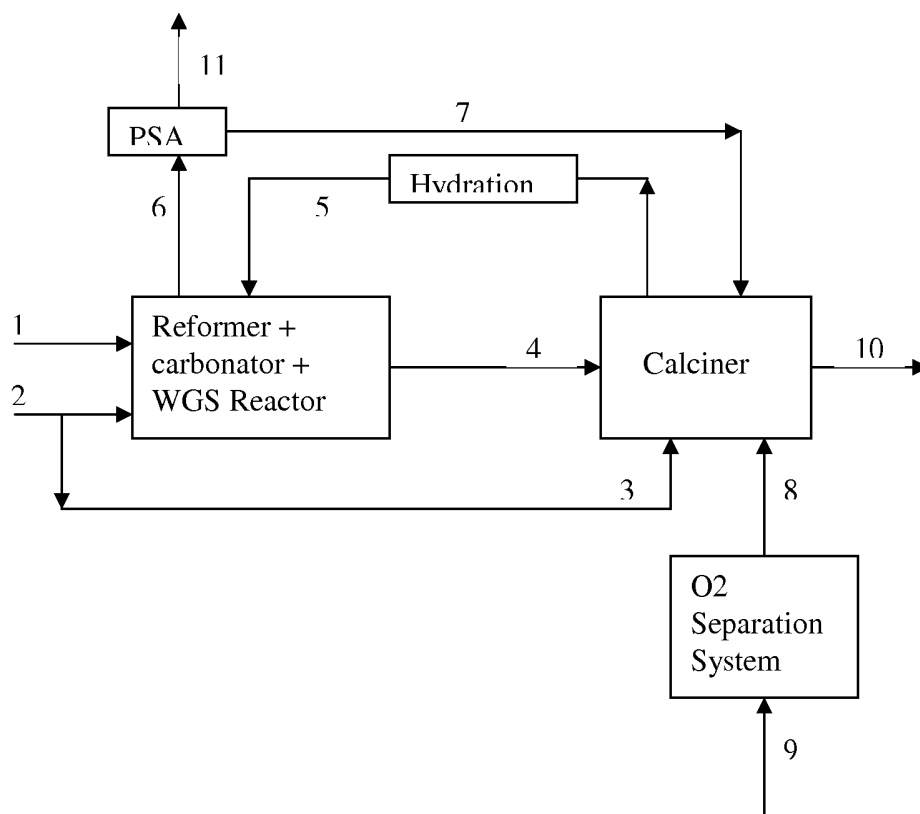 11
PSA
7
Hydration
5
6
1
Reformer +
carbonator +
WGS Reactor
4
Calciner
10
2
3
8
O2
Separation
System
9